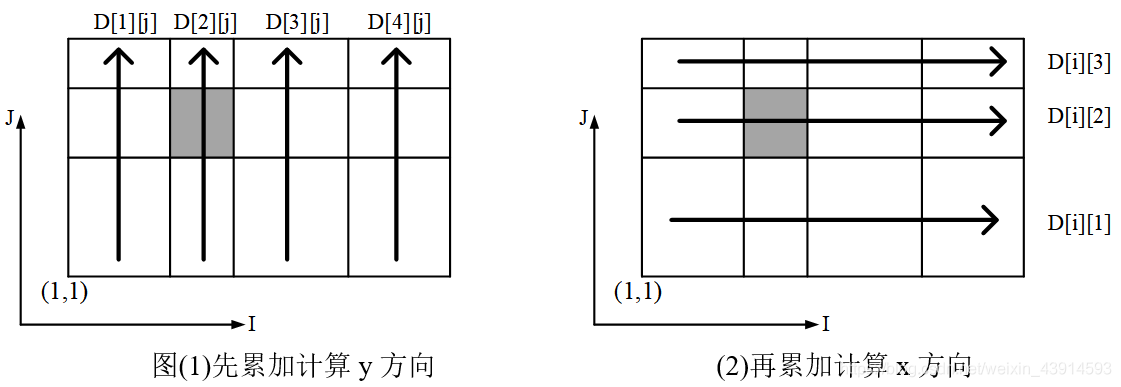 D[1][j] D[2][j] D[3][j] D[4][j]
J
(1,1)
I
图(1)先累加计算 y 方向
D[i][3]
D[i][2]
D[i][1]
J
(1,1)
I
(2)再累加计算 x 方向
https://blog.csdn.net/weixin_43914593